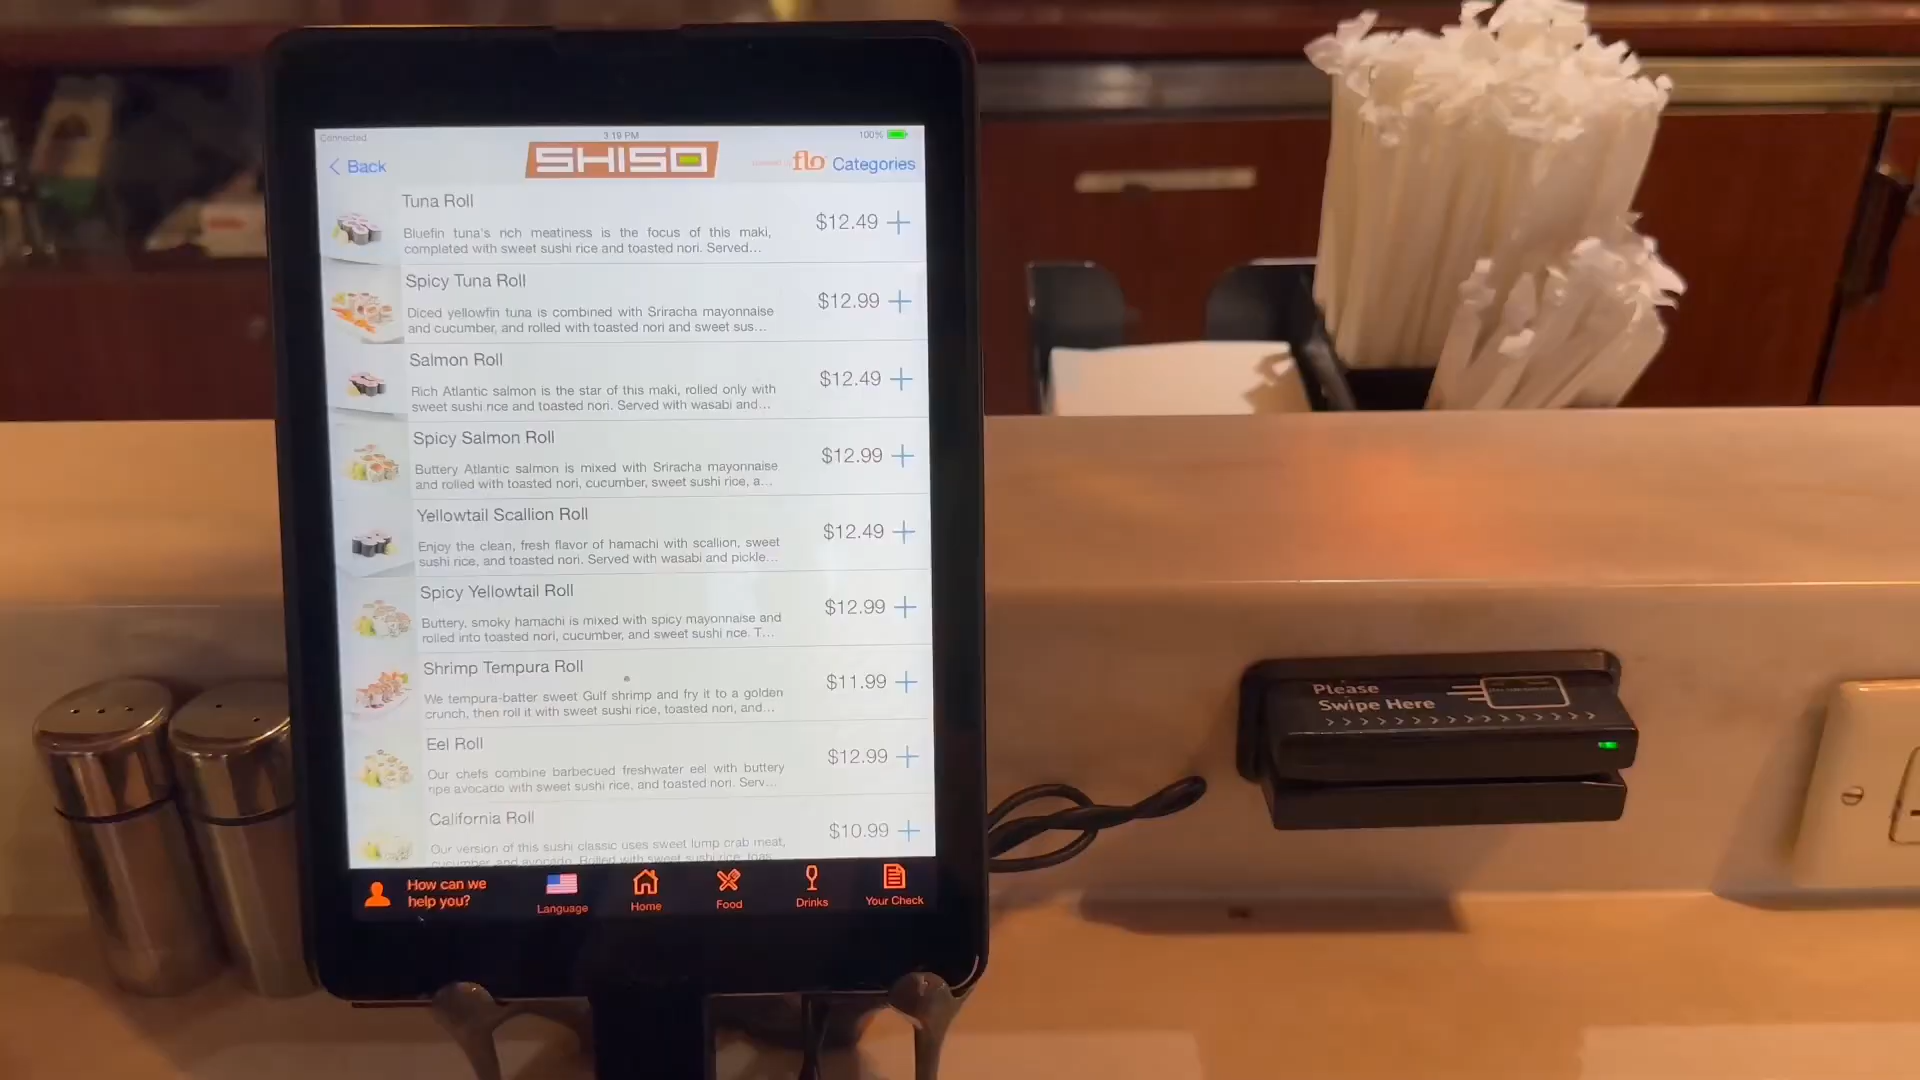 Connected
3:19 PM
100%
Back
SHISO
flo
Categories
Tuna Roll
Bluefin tuna's rich meatiness is the focus of this maki,
completed with sweet sushi rice and toasted nori. Served...
$12.49 +
Spicy Tuna Roll
Diced yellowfin tuna is combined with Sriracha mayonnaise
and cucumber, and rolled with toasted nori and sweet sus...
$12.99 +
Salmon Roll
Rich Atlantic salmon is the star of this maki, rolled only with
sweet sushi rice and toasted nori. Served with wasabi and...
$12.49 +
Spicy Salmon Roll
Buttery Atlantic salmon is mixed with Sriracha mayonnaise
and rolled with toasted nori, cucumber, sweet sushi rice, a...
$12.99 +
Yellowtail Scallion Roll
Enjoy the clean, fresh flavor of hamachi with scallion, sweet
sushi rice, and toasted nori. Served with wasabi and pickle...
$12.49 +
Spicy Yellowtail Roll
Buttery, smoky hamachi is mixed with spicy mayonnaise and
rolled into toasted nori, cucumber, and sweet sushi rice. T...
$12.99 +
Shrimp Tempura Roll
We tempura-batter sweet Gulf shrimp and fry it to a golden
crunch, then roll it with sweet sushi rice, toasted nori, and...
$11.99 +
Eel Roll
Our chefs combine barbecued freshwater eel with buttery
ripe avocado with sweet sushi rice, and toasted nori. Serv...
$12.99 +
California Roll
Our version of this sushi classic uses sweet lump crab meat,
cucumber and avocado. Rolled with sweet sushi rice, toas...
$10.99 +
How can we
help you?
Language
Home
Food
Drinks
Your Check
Please
Swipe Here